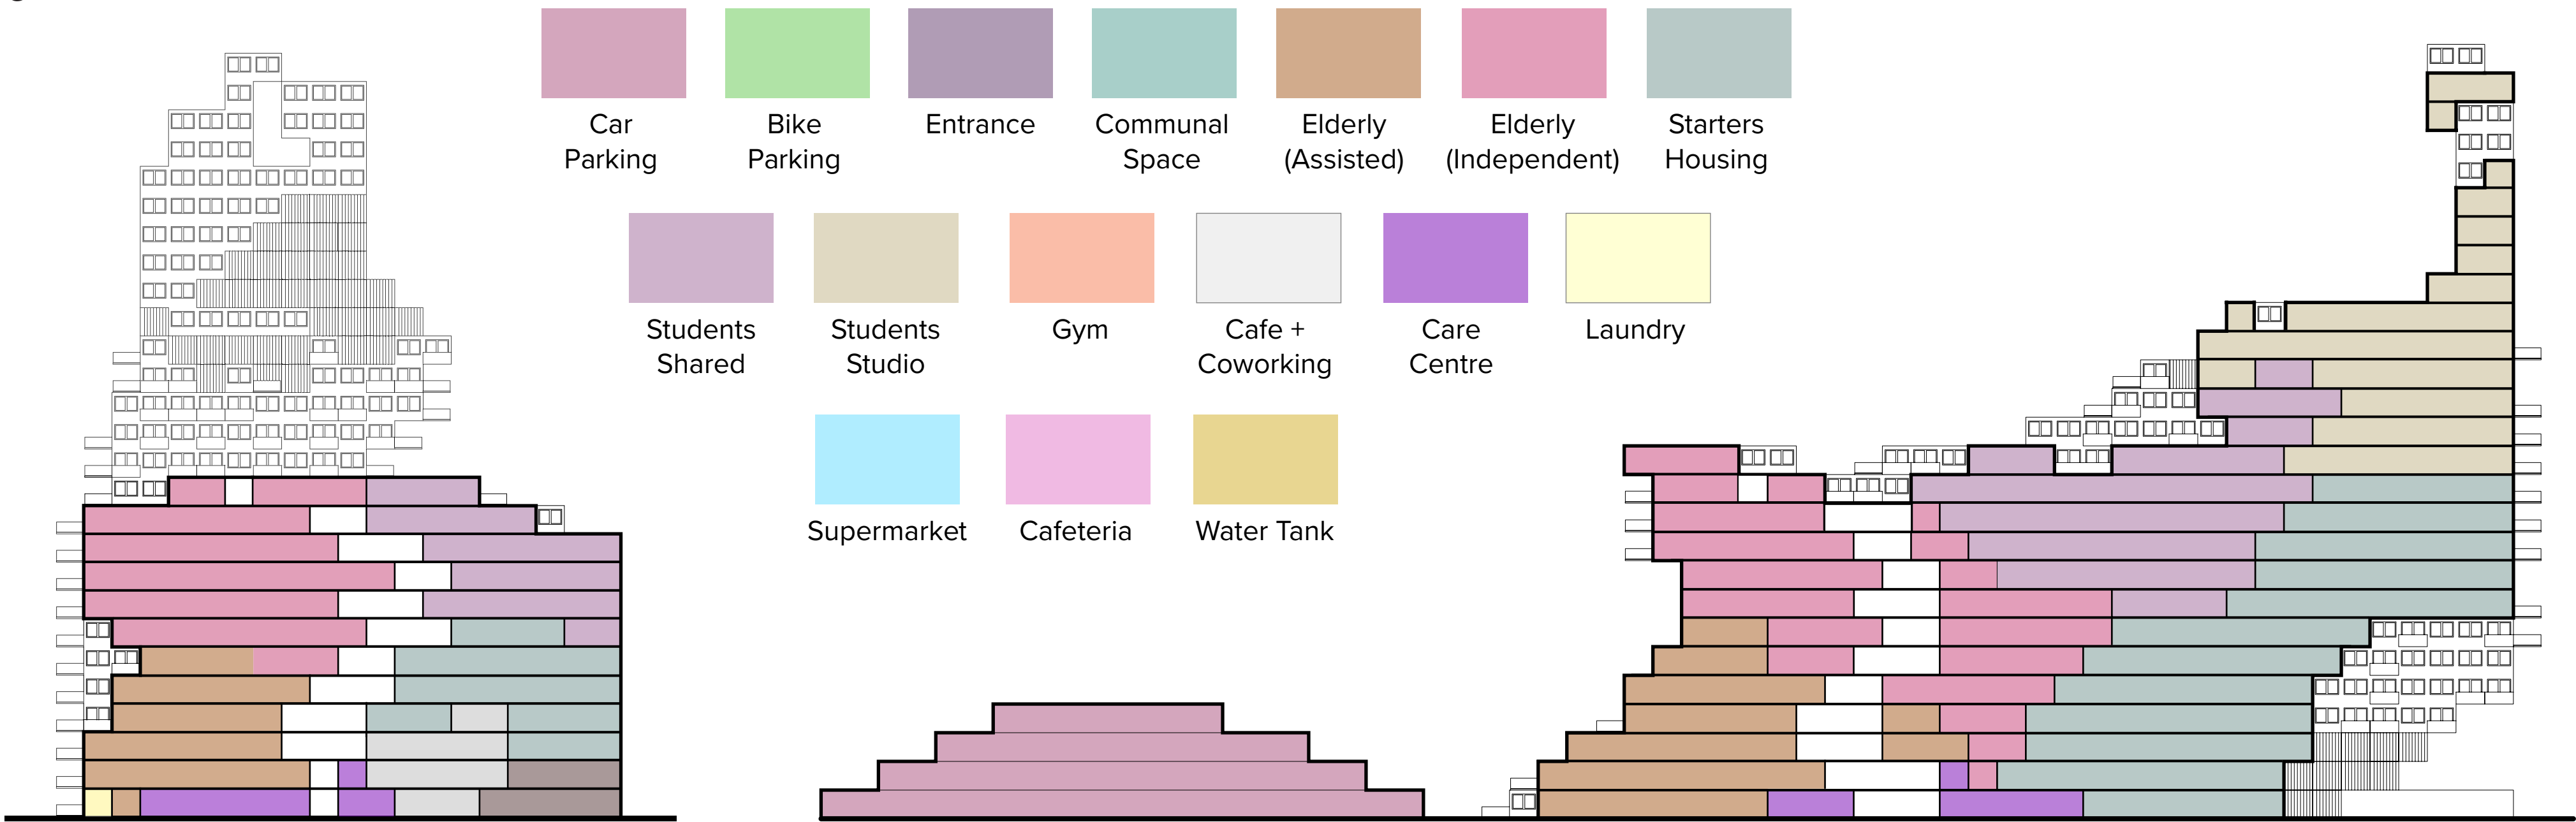 Car
Parking
Bike
Parking
Entrance
Communal
Space
Elderly
(Assisted)
Elderly
(Independent)
Starters
Housing
Students
Shared
Students
Studio
Gym
Cafe +
Coworking
Care
Centre
Laundry
Supermarket
Cafeteria
Water Tank